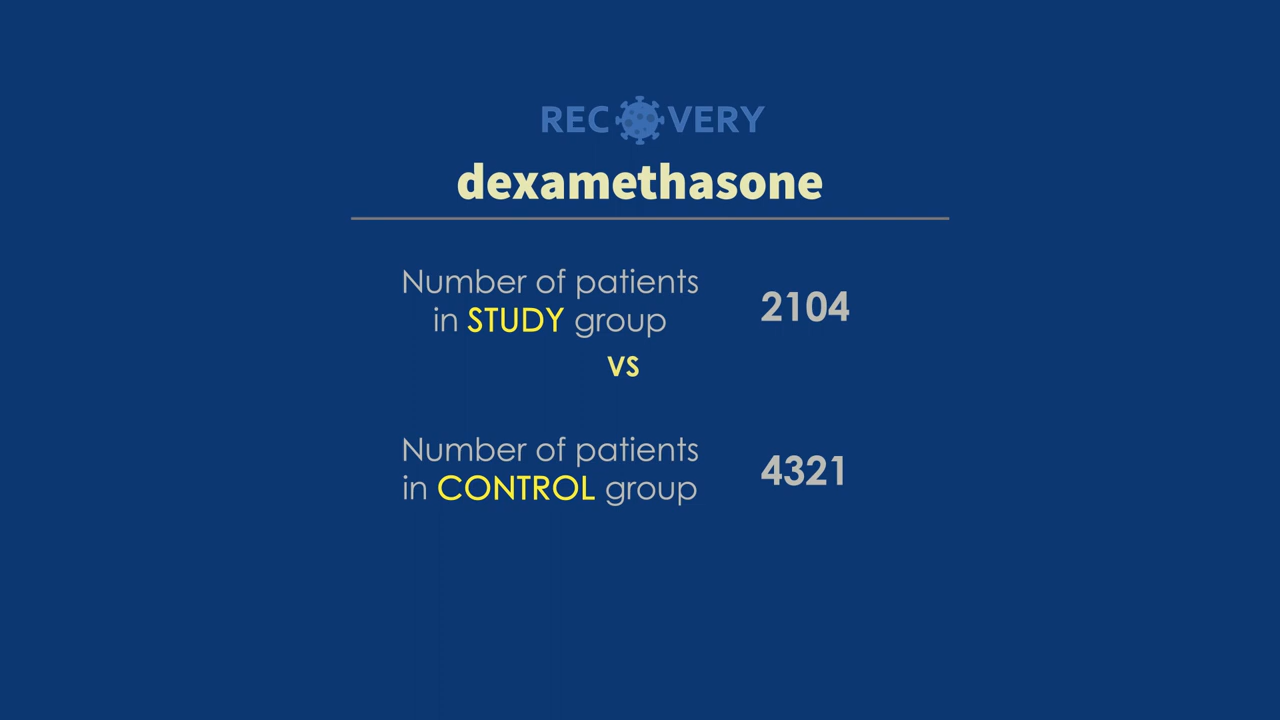 RECOVERY
dexamethasone
Number of patients
in STUDY group
2104
vs
Number of patients
in CONTROL group
4321